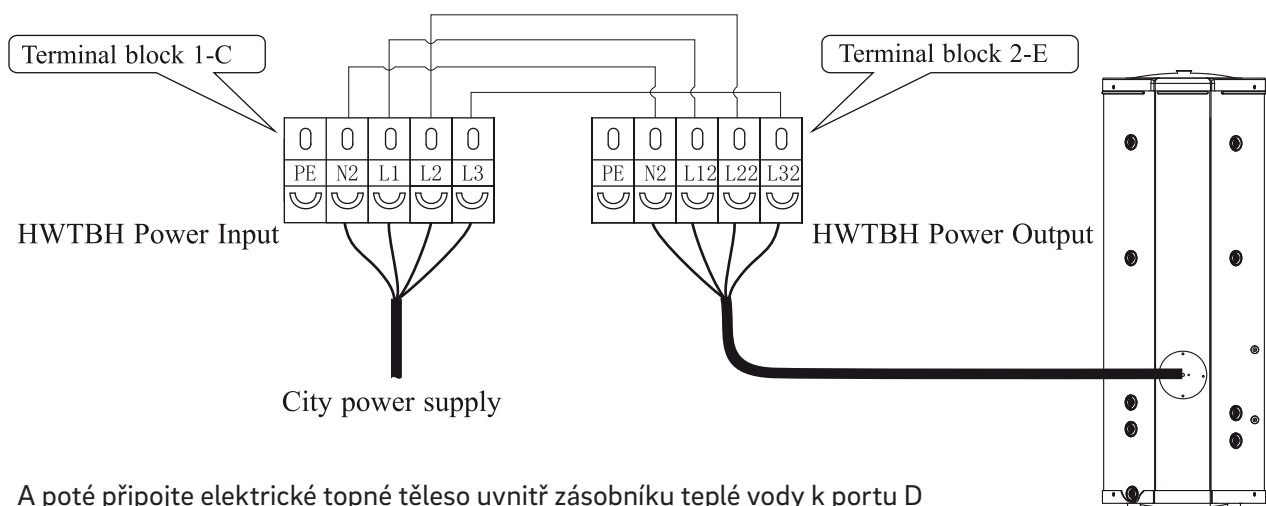 Terminal block 1-C
Terminal block 2-E
PE N2 L1 L2 L3
PE N2 L12 L22 L32
HWTBH Power Input
HWTBH Power Output
City power supply
A poté připojte elektrické topné těleso uvnitř zásobníku teplé vody k portu D